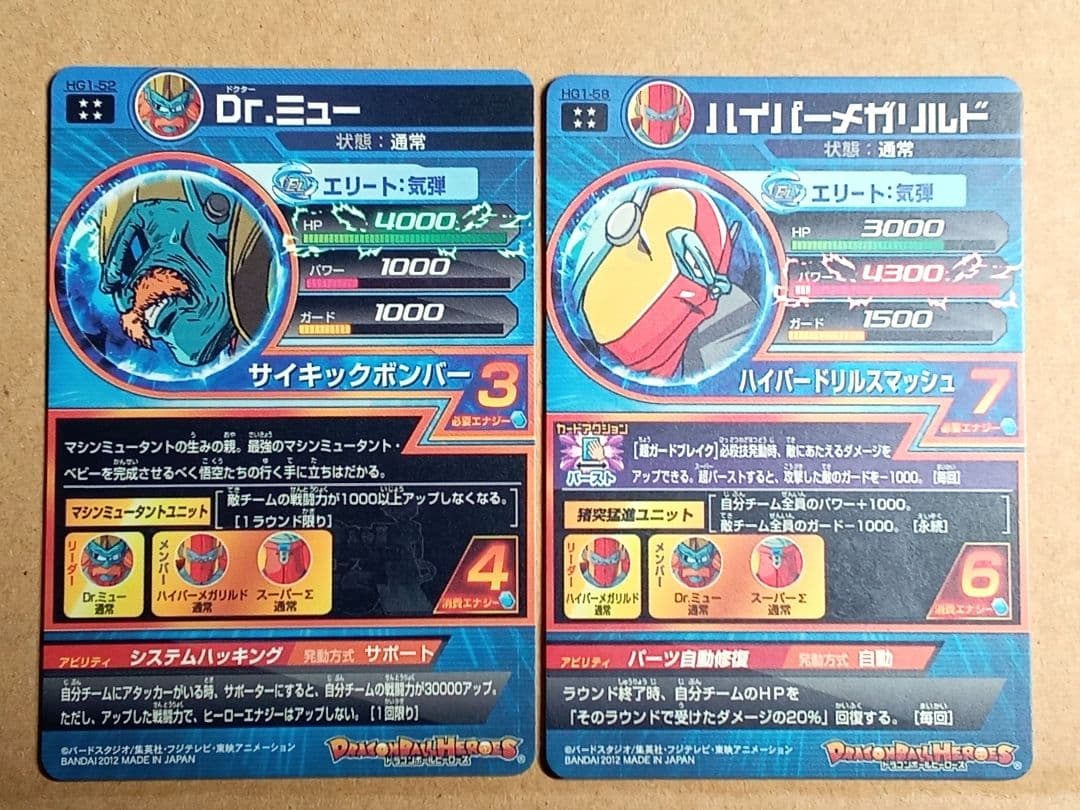 HG1-52
ドクター
Dr.ミュー
状態：通常
エリート：気弾
HP 4000
パワー 1000
ガード 1000
サイキックボンバー 3
必要エナジー
マシンミュータントの生みの親。最強のマシンミュータント・
ベビーを完成させるべく悟空たちの行く手に立ちはだかる。
マシンミュータントユニット
敵チームの戦闘力が1000以上アップしなくなる。
[1ラウンド限り]
リーダー
Dr.ミュー
通常
メンバー
ハイパーメガリルド
通常
スーパーΣ
通常
4
消費エナジー
アビリティ システムハッキング 発動方式 サポート
自分チームにアタッカーがいる時、サポーターにすると、自分チームの戦闘力が30000アップ。
ただし、アップした戦闘力で、ヒーローエナジーはアップしない。[1回限り]
©バードスタジオ/集英社・フジテレビ・東映アニメーション
BANDAI 2012 MADE IN JAPAN
DRAGONBALL HEROES
ドラゴンボールヒーローズ
HG1-58
ハイパーメガリルド
状態：通常
エリート：気弾
HP 3000
パワー 4300
ガード 1500
ハイパードリルスマッシュ 7
必要エナジー
カードアクション
バースト
[超ガードブレイク]必殺技発動時、敵にあたえるダメージを
アップできる。超バーストすると、攻撃した敵のガードを－1000。[毎回]
猪突猛進ユニット
自分チーム全員のパワー＋1000。
敵チーム全員のガード－1000。[永続]
リーダー
ハイパーメガリルド
通常
メンバー
Dr.ミュー
通常
スーパーΣ
通常
6
消費エナジー
アビリティ パーツ自動修復 発動方式 自動
ラウンド終了時、自分チームのHPを
「そのラウンドで受けたダメージの20%」回復する。[毎回]
©バードスタジオ/集英社・フジテレビ・東映アニメーション
BANDAI 2012 MADE IN JAPAN
DRAGONBALL HEROES
ドラゴンボールヒーローズ